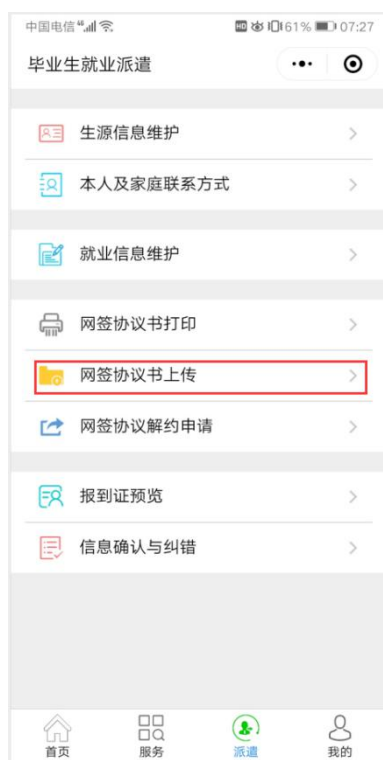 中国电信 HD 61% 07:27
毕业生就业派遣
生源信息维护
本人及家庭联系方式
就业信息维护
网签协议书打印
网签协议书上传
网签协议解约申请
报到证预览
信息确认与纠错
首页 服务 派遣 我的